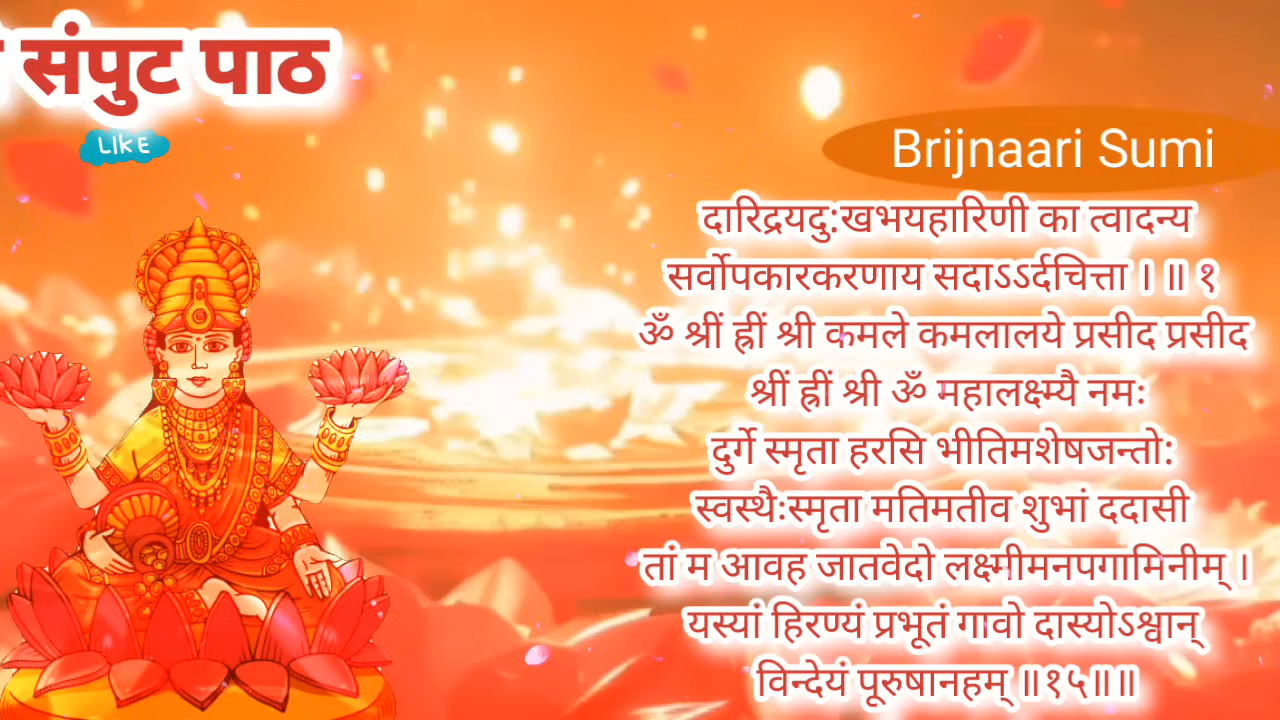 संपुट पाठ
LIKE
Brijnaari Sumi
दारिद्रयदु:खभयहारिणी का त्वादन्य
सर्वोपकारकरणाय सदाऽऽर्दचित्ता । ॥ १
ॐ श्रीं ह्रीं श्री कमले कमलालये प्रसीद प्रसीद
श्रीं ह्रीं श्री ॐ महालक्ष्म्यै नमः
दुर्गे स्मृता हरसि भीतिमशेषजन्तो:
स्वस्थैःस्मृता मतिमतीव शुभां ददासी
तां म आवह जातवेदो लक्ष्मीमनपगामिनीम् ।
यस्यां हिरण्यं प्रभूतं गावो दास्योऽश्वान्
विन्देयं पूरुषानहम् ॥१५॥॥